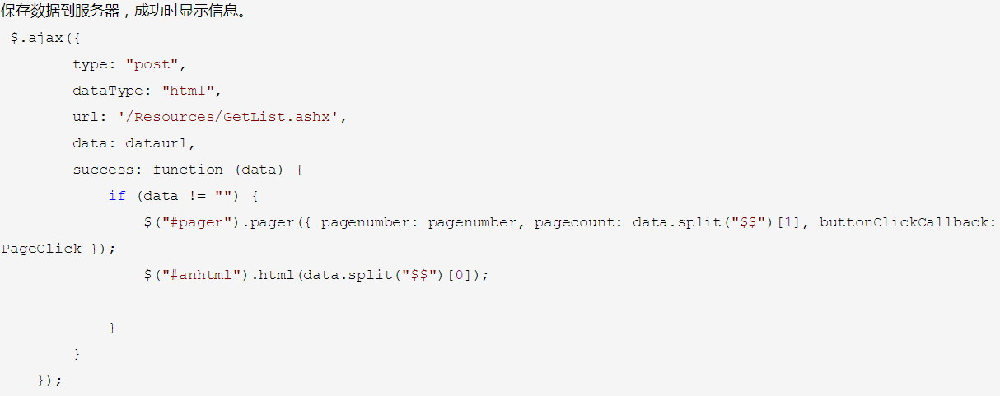 保存数据到服务器，成功时显示信息。
$.ajax({
        type: "post",
        dataType: "html",
        url: '/Resources/GetList.ashx',
        data: dataurl,
        success: function (data) {
            if (data != "") {
                $("#pager").pager({ pagenumber: pagenumber, pagecount: data.split("$$")[1], buttonClickCallback:
PageClick });
                $("#anhtml").html(data.split("$$")[0]);
            }
        }
    });